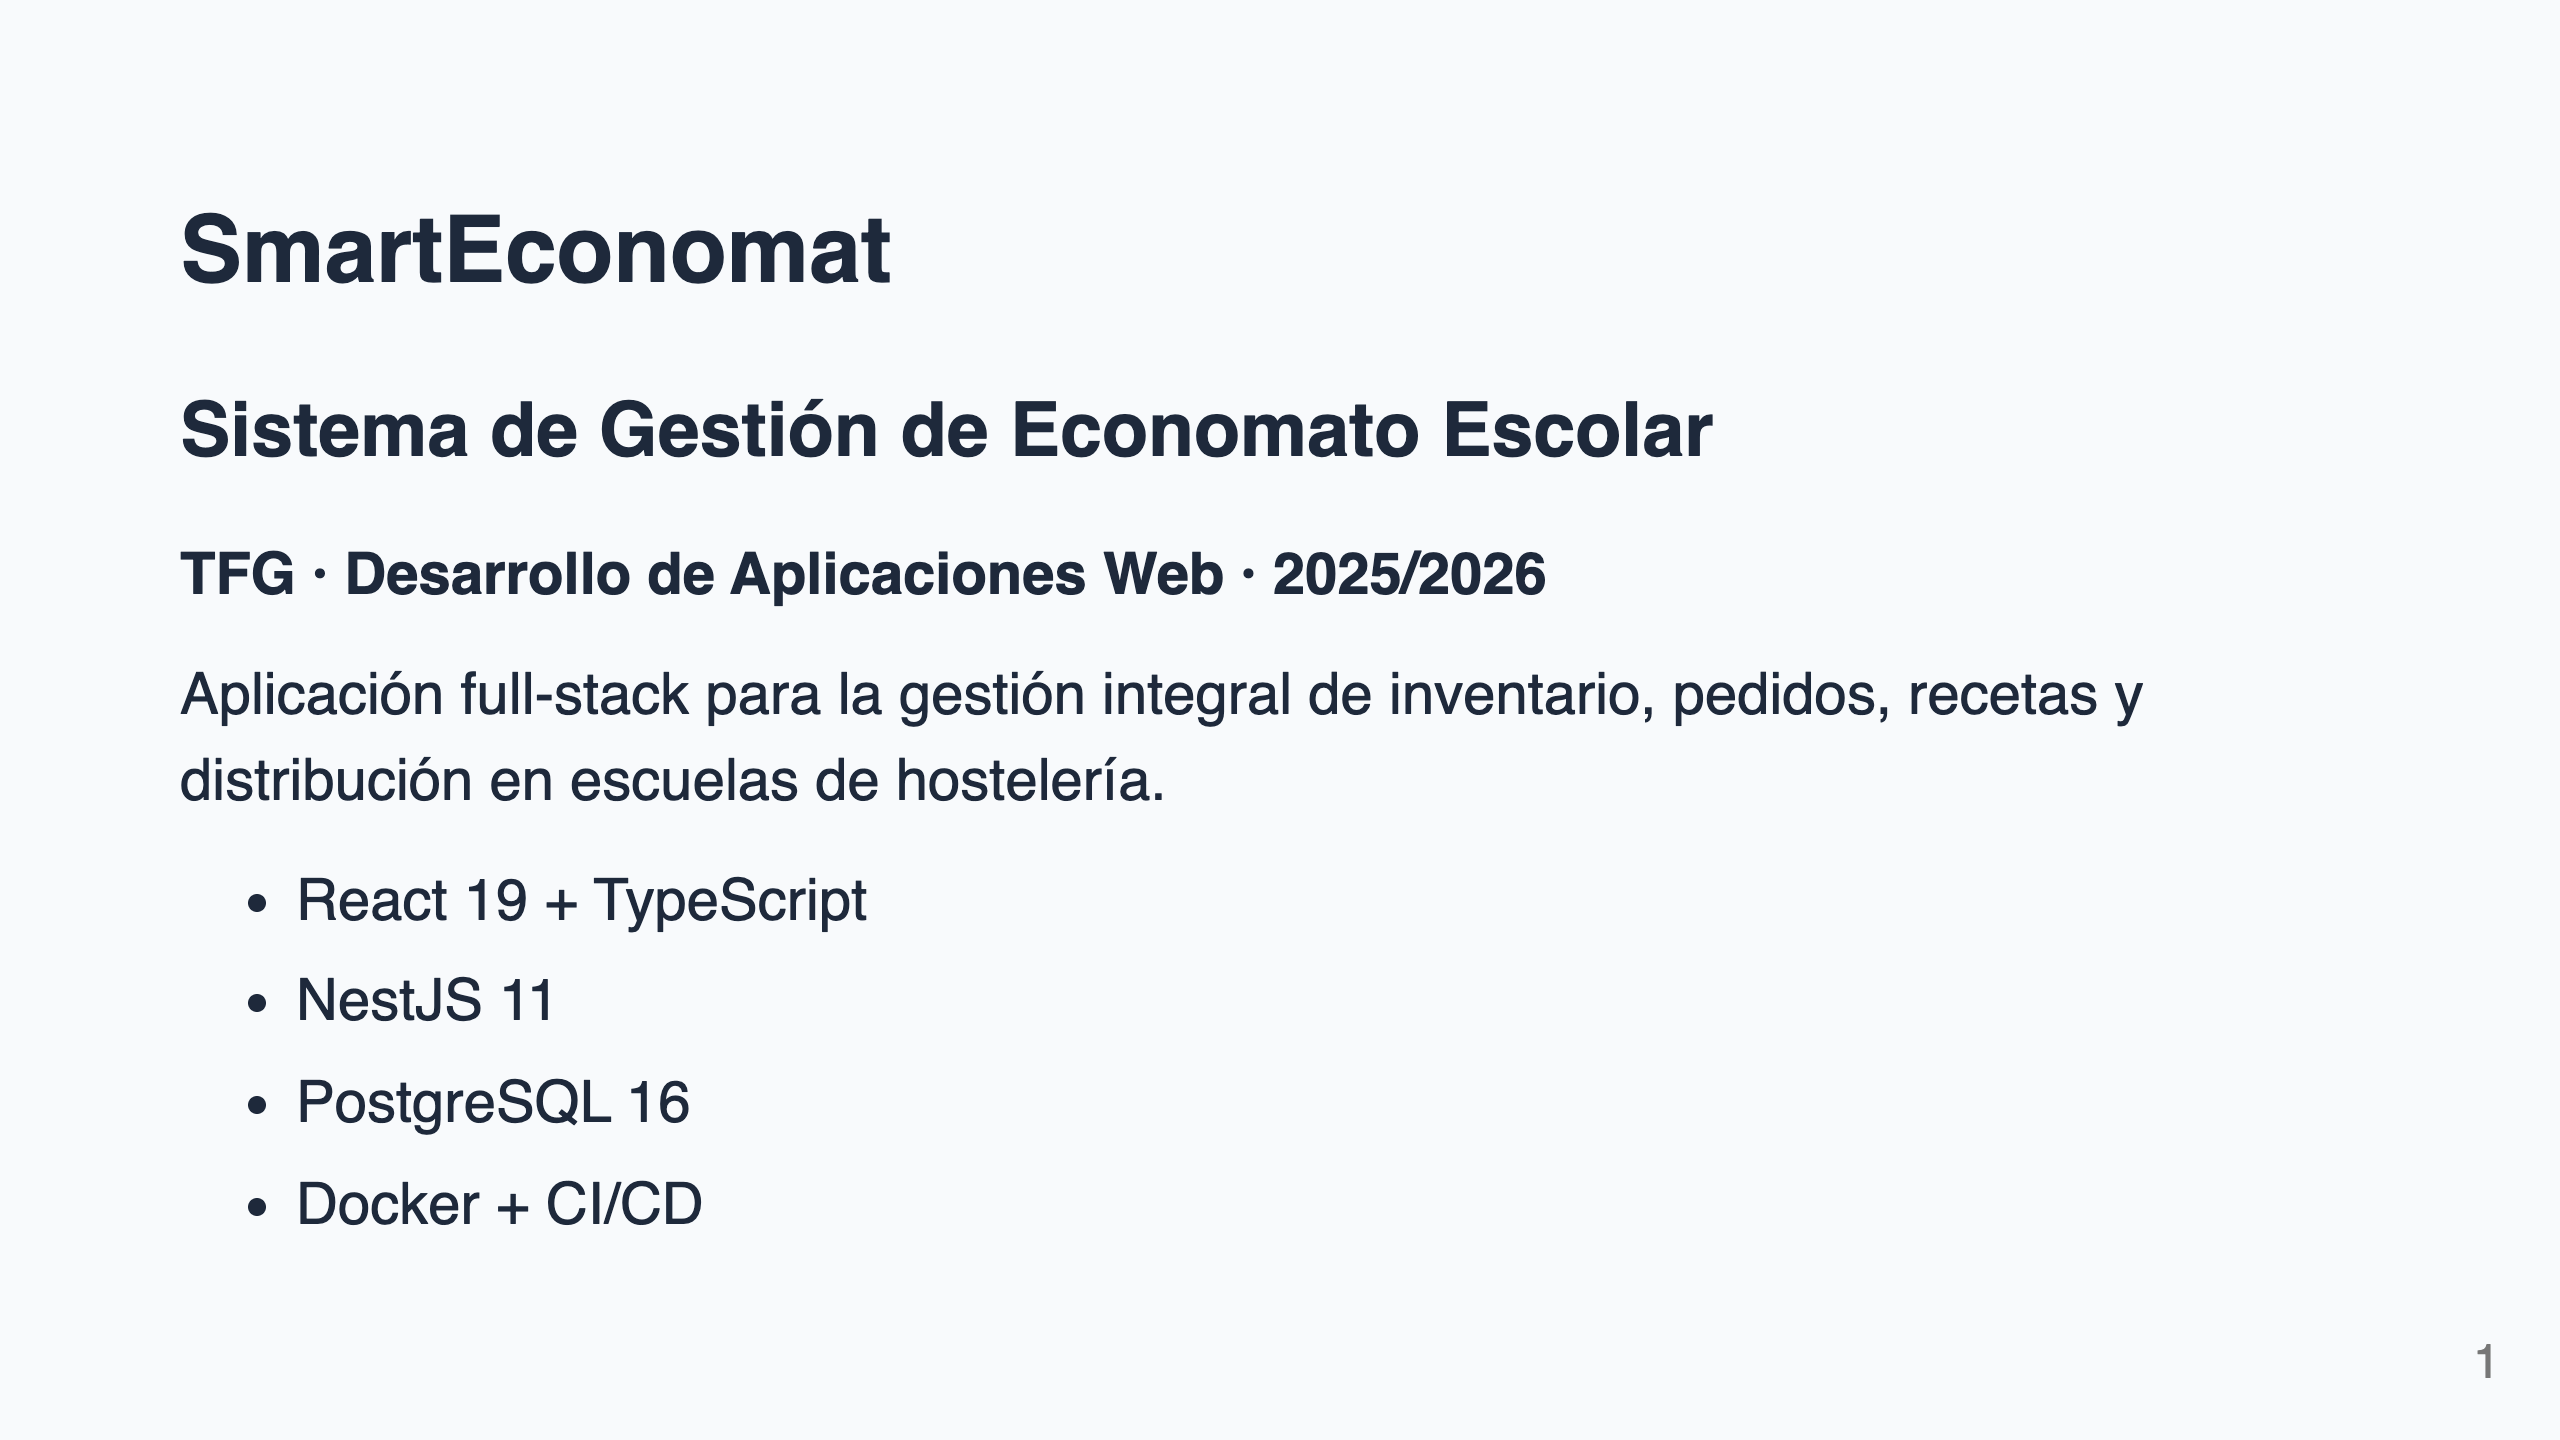 SmartEconomat
Sistema de Gestión de Economato Escolar
TFG · Desarrollo de Aplicaciones Web · 2025/2026
Aplicación full-stack para la gestión integral de inventario, pedidos, recetas y
distribución en escuelas de hostelería.
• React 19 + TypeScript
• NestJS 11
• PostgreSQL 16
• Docker + CI/CD
1